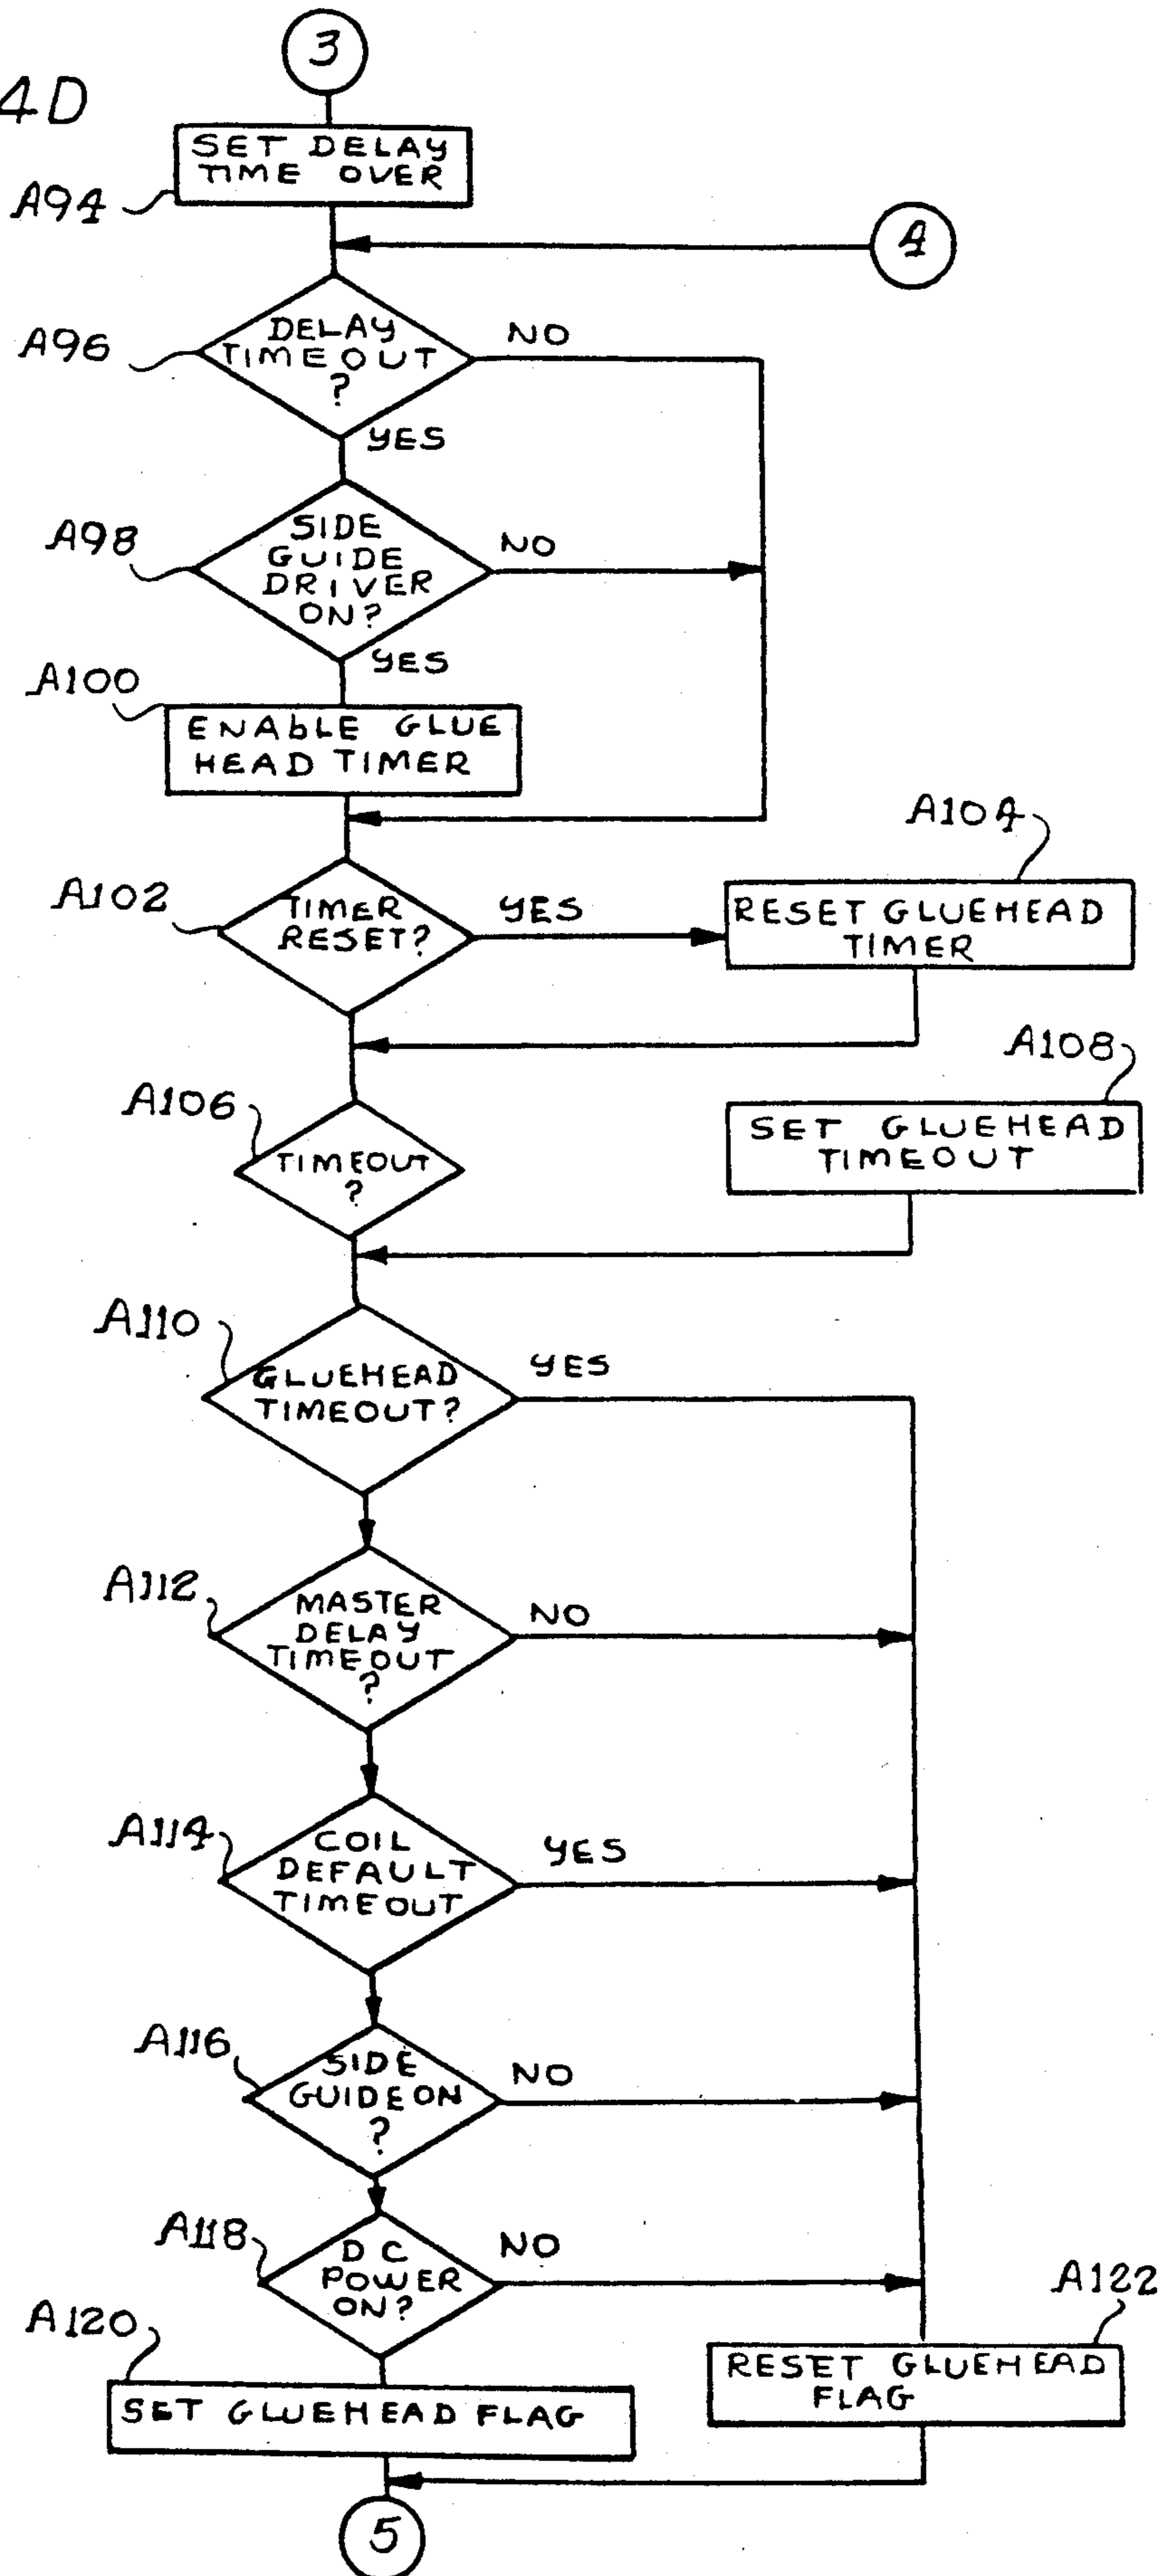 3
4D
SET DELAY
TIME OVER
A94
4
A96
DELAY
TIMEOUT
?
NO
YES
A98
SIDE
GUIDE
DRIVER
ON?
NO
YES
A100
ENABLE GLUE
HEAD TIMER
A104
A102
TIMER
RESET?
YES
RESET GLUEHEAD
TIMER
A108
A106
TIMEOUT
?
SET GLUEHEAD
TIMEOUT
A110
GLUEHEAD
TIMEOUT?
YES
A112
MASTER
DELAY
TIMEOUT
?
NO
A114
COIL
DEFAULT
TIMEOUT
YES
A116
SIDE
GUIDE ON
?
NO
A118
DC
POWER
ON?
NO
A122
A120
SET GLUEHEAD FLAG
RESET GLUEHEAD
FLAG
5